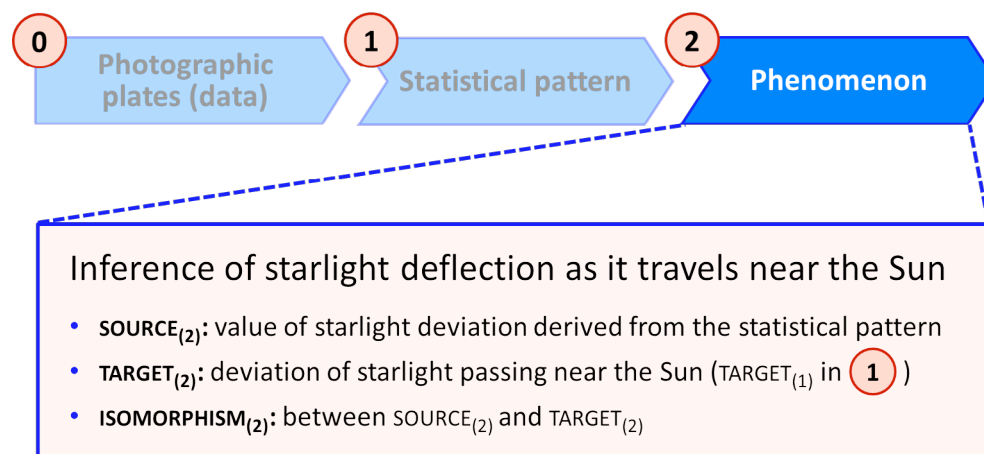 0
Photographic
plates (data)
1
Statistical pattern
2
Phenomenon
Inference of starlight deflection as it travels near the Sun
• SOURCE(2): value of starlight deviation derived from the statistical pattern
• TARGET(2): deviation of starlight passing near the Sun (TARGET(1) in 1 )
• ISOMORPHISM(2): between SOURCE(2) and TARGET(2)